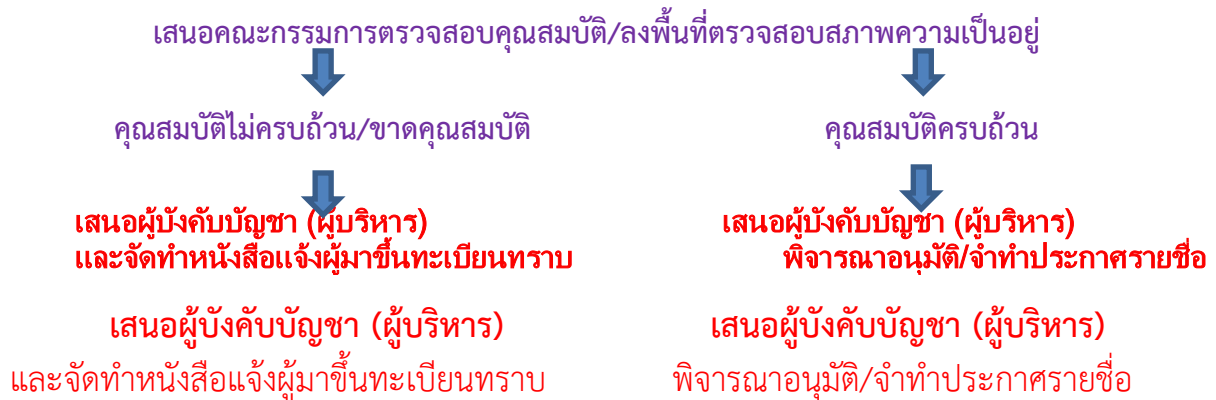 เสนอคณะกรรมการตรวจสอบคุณสมบัติ/ลงพื้นที่ตรวจสอบสภาพความเป็นอยู่
คุณสมบัติไม่ครบถ้วน/ขาดคุณสมบัติ
คุณสมบัติครบถ้วน
เสนอผู้บังคับบัญชา (ผู้บริหาร)
และจัดทำหนังสือแจ้งผู้มาขึ้นทะเบียนทราบ
เสนอผู้บังคับบัญชา (ผู้บริหาร)
พิจารณาอนุมัติ/จำทำประกาศรายชื่อ
เสนอผู้บังคับบัญชา (ผู้บริหาร)
และจัดทำหนังสือแจ้งผู้มาขึ้นทะเบียนทราบ
เสนอผู้บังคับบัญชา (ผู้บริหาร)
พิจารณาอนุมัติ/จำทำประกาศรายชื่อ